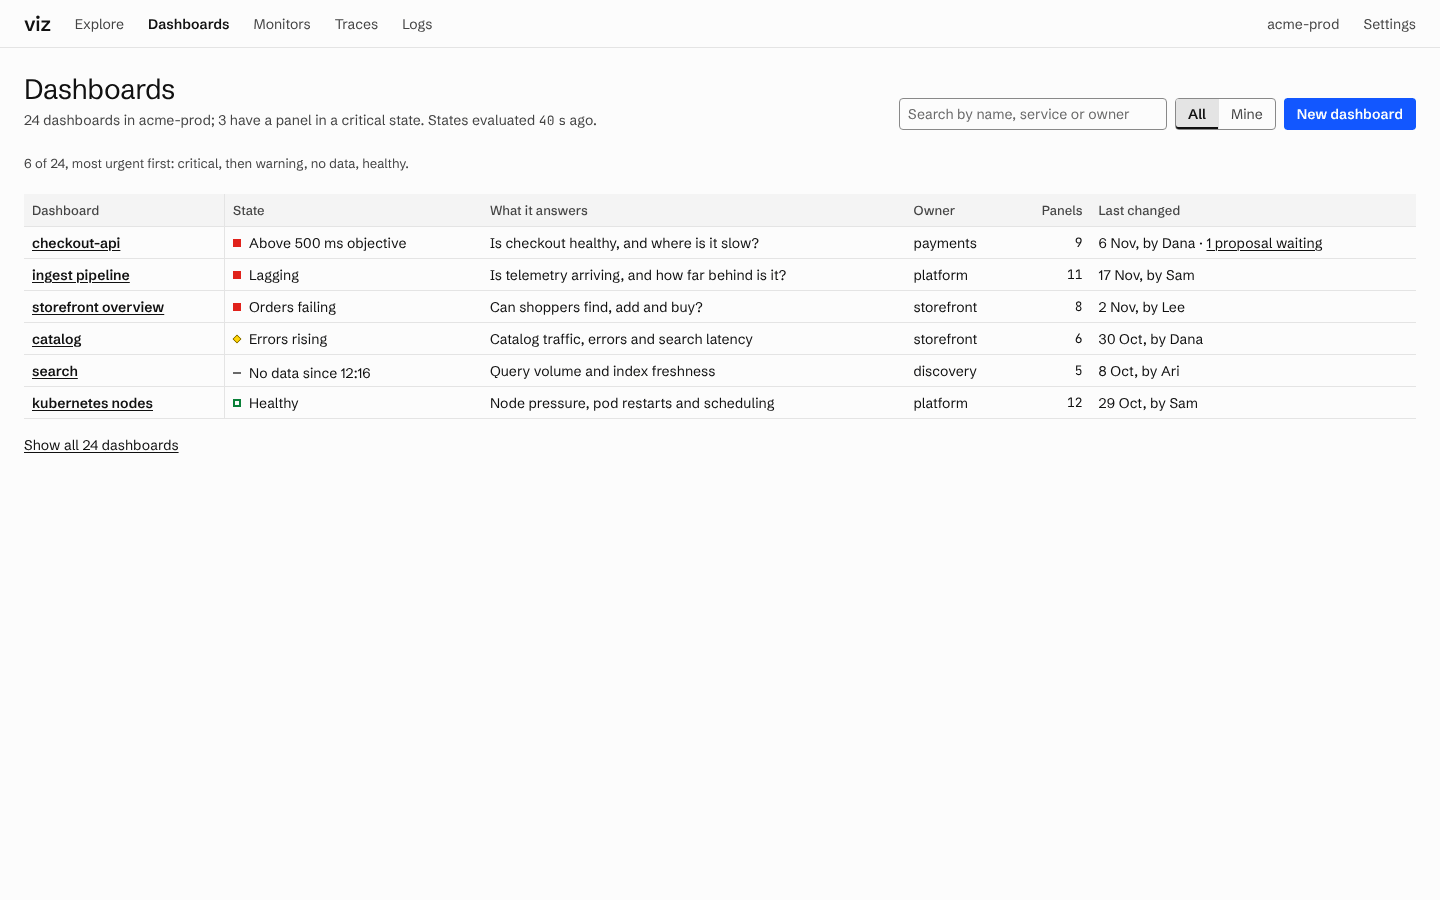 viz Explore Dashboards Monitors Traces Logs acme-prod Settings
Dashboards
24 dashboards in acme-prod; 3 have a panel in a critical state. States evaluated 40 s ago.
Search by name, service or owner All Mine New dashboard
6 of 24, most urgent first: critical, then warning, no data, healthy.
Dashboard State What it answers Owner Panels Last changed
checkout-api Above 500 ms objective Is checkout healthy, and where is it slow? payments 9 6 Nov, by Dana · 1 proposal waiting
ingest pipeline Lagging Is telemetry arriving, and how far behind is it? platform 11 17 Nov, by Sam
storefront overview Orders failing Can shoppers find, add and buy? storefront 8 2 Nov, by Lee
catalog Errors rising Catalog traffic, errors and search latency storefront 6 30 Oct, by Dana
search No data since 12:16 Query volume and index freshness discovery 5 8 Oct, by Ari
kubernetes nodes Healthy Node pressure, pod restarts and scheduling platform 12 29 Oct, by Sam
Show all 24 dashboards